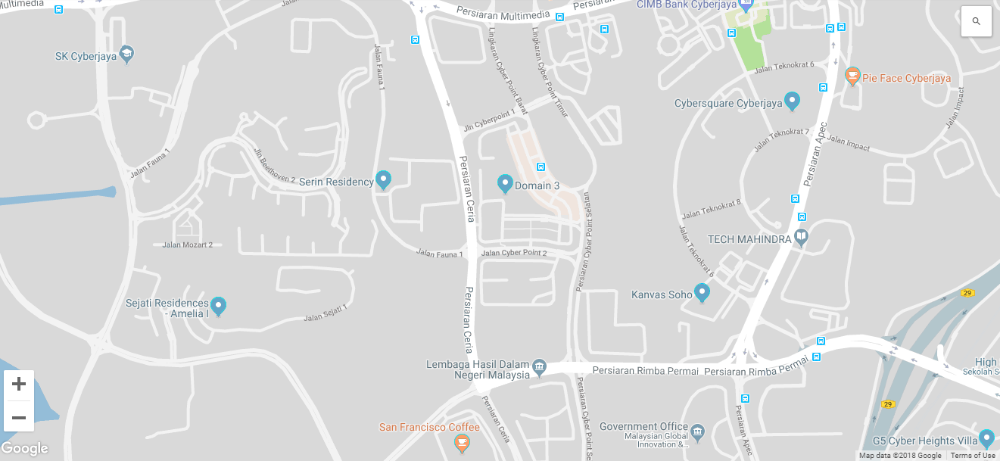 Multimedia
Persiaran Multimedia
Persiaran
CIMB Bank Cyberjaya
Jalan
SK Cyberjaya
Jalan Fauna 1
Lingkaran Cyber Point Barat
Lingkaran Cyber Point Timur
Jalan Teknokrat 6
Pie Face Cyberjaya
Cybersquare Cyberjaya
Jalan Impact
Jln Cyberpoint 1
Jalan Teknokrat 7
Jalan Impact
Persiaran Apec
Jalan Fauna 1
Jln Beethoven 2
Serin Residency
Persiaran Ceria
Domain 3
Persiaran Cyber Point Selatan
Jalan Teknokrat 8
Jalan Mozart 2
Jalan Fauna 1
Jalan Cyber Point 2
TECH MAHINDRA
Jalan Teknokrat 6
Sejati Residences
- Amelia I
Jalan Sejati 1
Persiaran Ceria
Kanvas Soho
29
Lembaga Hasil Dalam
Negeri Malaysia
Persiaran Rimba Permai
Persiaran Rimba Permai
High
Sekolah Se
Persiaran Ceria
Persiaran Cyber Point Se
Persiaran Apec
29
San Francisco Coffee
Government Office
Malaysian Global
Innovation &...
G5 Cyber Heights Villa
Google
Map data ©2018 Google
Terms of Use